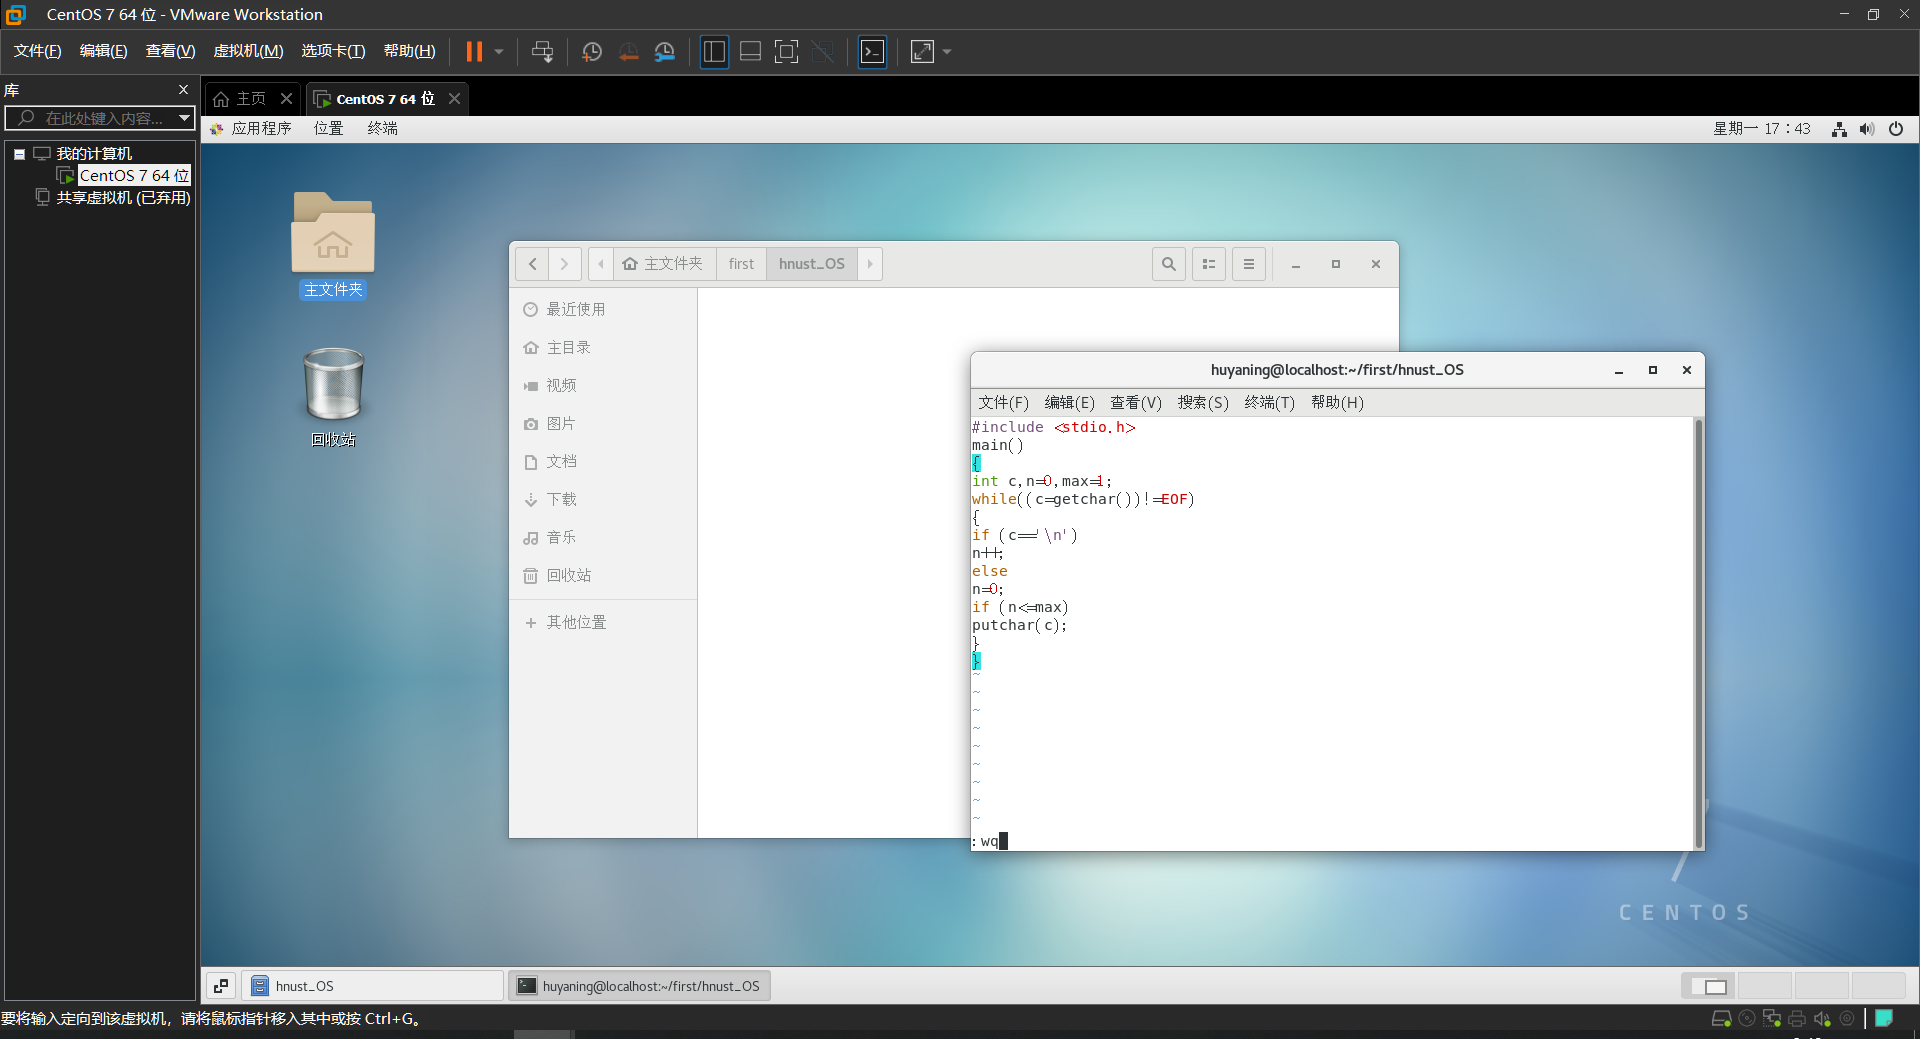 CentOS 7 64 位 - VMware Workstation
文件(F) 编辑(E) 查看(V) 虚拟机(M) 选项卡(T) 帮助(H)
库
在此处键入内容...
我的计算机
CentOS 7 64 位
共享虚拟机 (已弃用)
主页
CentOS 7 64 位
应用程序 位置 终端
星期一 17：43
主文件夹
回收站
主文件夹 first hnust_OS
最近使用
主目录
视频
图片
文档
下载
音乐
回收站
其他位置
huyaning@localhost:~/first/hnust_OS
文件(F) 编辑(E) 查看(V) 搜索(S) 终端(T) 帮助(H)
#include <stdio.h>
main()
{
int c,n=0,max=1;
while((c=getchar())!=EOF)
{
if (c=='\n')
n++;
else
n=0;
if (n<=max)
putchar(c);
}
}
~
~
~
~
~
~
~
~
~
:wq
7
CENTOS
hnust_OS
huyaning@localhost:~/first/hnust_OS
要将输入定向到该虚拟机，请将鼠标指针移入其中或按 Ctrl+G。